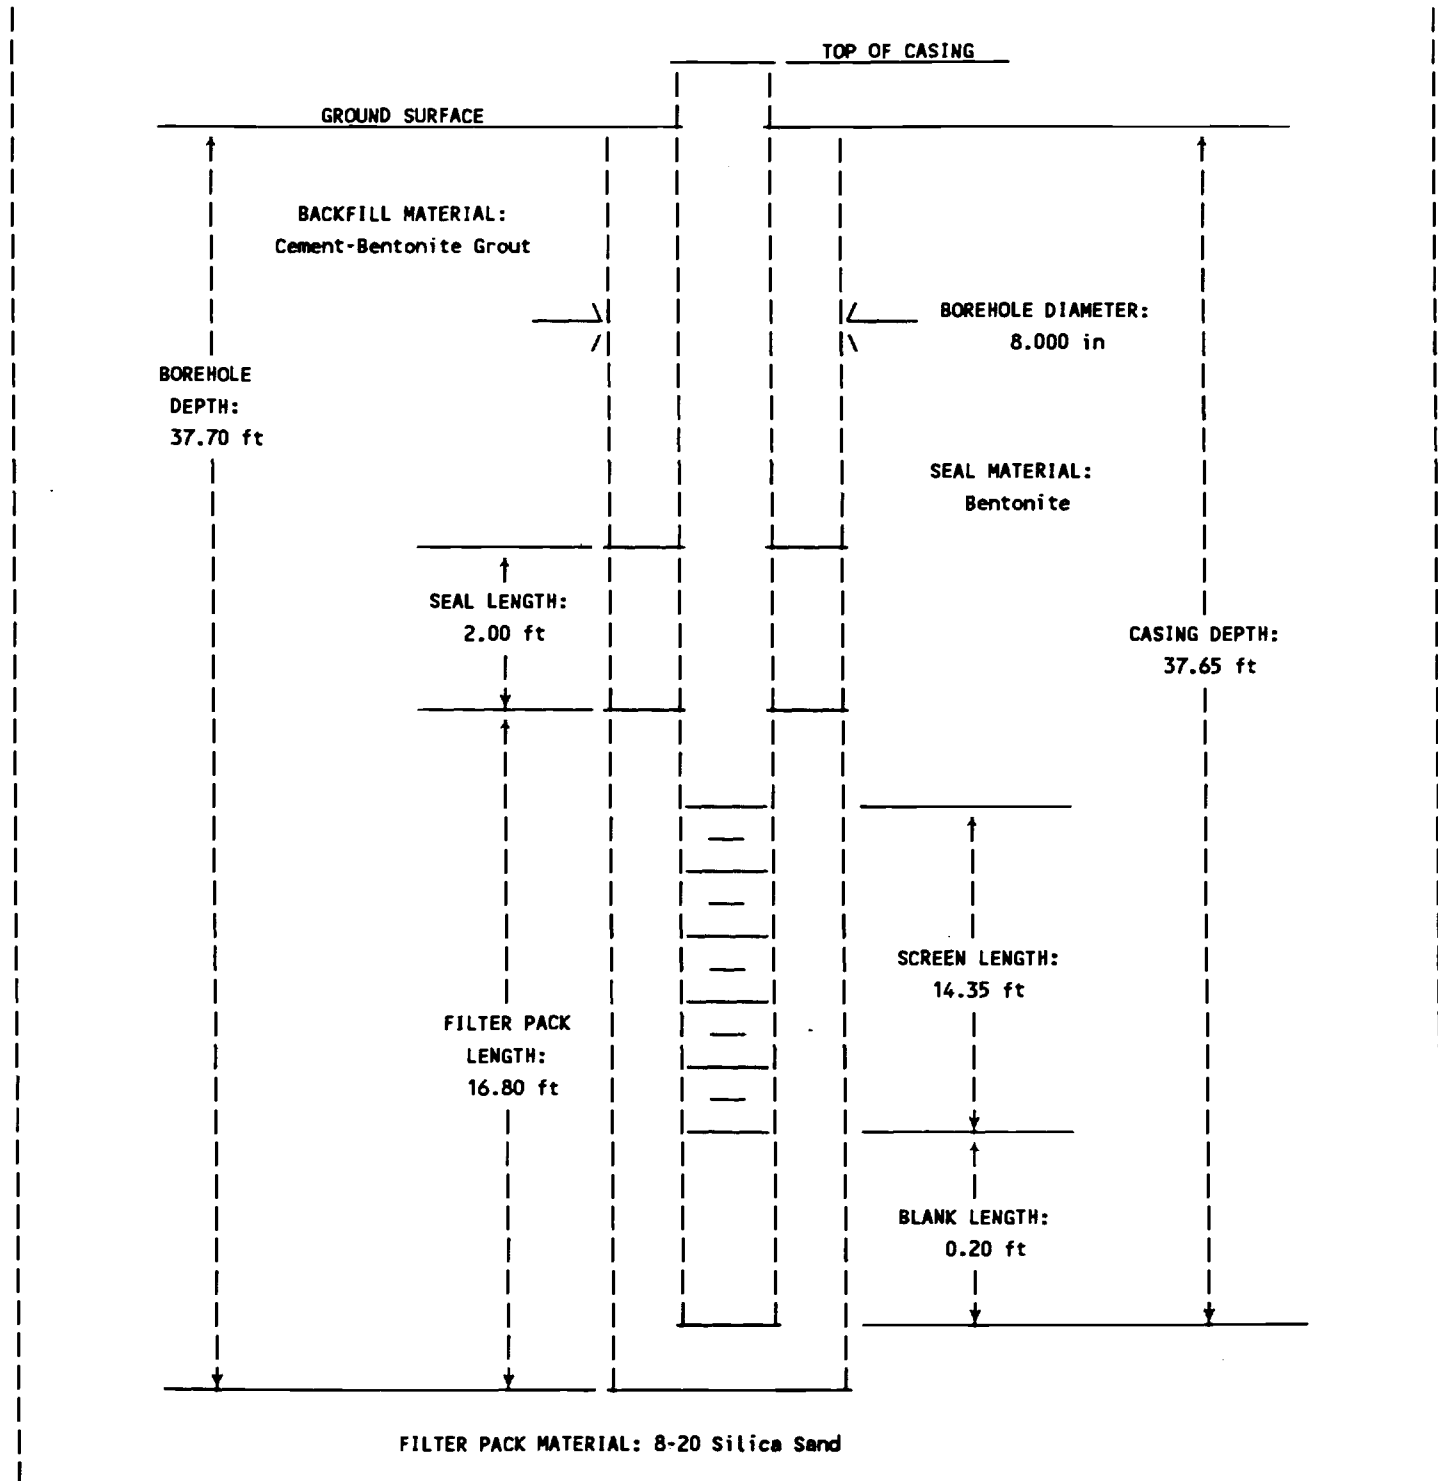 TOP OF CASING
GROUND SURFACE
BACKFILL MATERIAL:
Cement-Bentonite Grout
BOREHOLE DIAMETER:
8.000 in
BOREHOLE
DEPTH:
37.70 ft
SEAL MATERIAL:
Bentonite
SEAL LENGTH:
2.00 ft
CASING DEPTH:
37.65 ft
SCREEN LENGTH:
14.35 ft
FILTER PACK
LENGTH:
16.80 ft
BLANK LENGTH:
0.20 ft
FILTER PACK MATERIAL: 8-20 Silica Sand